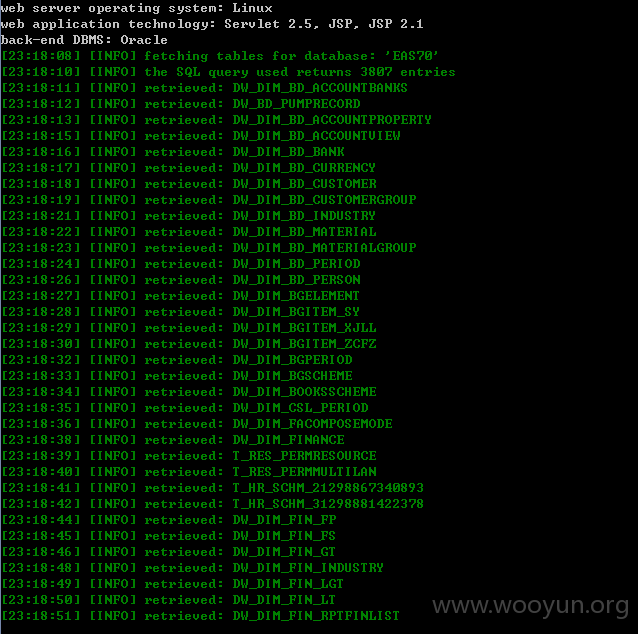 web server operating system: Linux
web application technology: Servlet 2.5, JSP, JSP 2.1
back-end DBMS: Oracle
[23:18:08] [INFO] fetching tables for database: 'EAS70'
[23:18:10] [INFO] the SQL query used returns 3807 entries
[23:18:11] [INFO] retrieved: DW_DIM_BD_ACCOUNTBANKS
[23:18:12] [INFO] retrieved: DW_BD_PUMPRECORD
[23:18:13] [INFO] retrieved: DW_DIM_BD_ACCOUNTPROPERTY
[23:18:15] [INFO] retrieved: DW_DIM_BD_ACCOUNTVIEW
[23:18:16] [INFO] retrieved: DW_DIM_BD_BANK
[23:18:17] [INFO] retrieved: DW_DIM_BD_CURRENCY
[23:18:18] [INFO] retrieved: DW_DIM_BD_CUSTOMER
[23:18:19] [INFO] retrieved: DW_DIM_BD_CUSTOMERGROUP
[23:18:21] [INFO] retrieved: DW_DIM_BD_INDUSTRY
[23:18:22] [INFO] retrieved: DW_DIM_BD_MATERIAL
[23:18:23] [INFO] retrieved: DW_DIM_BD_MATERIALGROUP
[23:18:24] [INFO] retrieved: DW_DIM_BD_PERIOD
[23:18:26] [INFO] retrieved: DW_DIM_BD_PERSON
[23:18:27] [INFO] retrieved: DW_DIM_BGELEMENT
[23:18:28] [INFO] retrieved: DW_DIM_BGITEM_SY
[23:18:29] [INFO] retrieved: DW_DIM_BGITEM_XJLL
[23:18:30] [INFO] retrieved: DW_DIM_BGITEM_ZCFZ
[23:18:32] [INFO] retrieved: DW_DIM_BGPERIOD
[23:18:33] [INFO] retrieved: DW_DIM_BGSCHEME
[23:18:34] [INFO] retrieved: DW_DIM_BOOKSSCHEME
[23:18:35] [INFO] retrieved: DW_DIM_CSL_PERIOD
[23:18:36] [INFO] retrieved: DW_DIM_FACOMPOSEMODE
[23:18:38] [INFO] retrieved: DW_DIM_FINANCE
[23:18:39] [INFO] retrieved: T_RES_PERMRESOURCE
[23:18:40] [INFO] retrieved: T_RES_PERMMULTILAN
[23:18:41] [INFO] retrieved: T_HR_SCHM_21298867340893
[23:18:42] [INFO] retrieved: T_HR_SCHM_31298881422378
[23:18:44] [INFO] retrieved: DW_DIM_FIN_FP
[23:18:45] [INFO] retrieved: DW_DIM_FIN_FS
[23:18:46] [INFO] retrieved: DW_DIM_FIN_GT
[23:18:48] [INFO] retrieved: DW_DIM_FIN_INDUSTRY
[23:18:49] [INFO] retrieved: DW_DIM_FIN_LGT
[23:18:50] [INFO] retrieved: DW_DIM_FIN_LT
[23:18:51] [INFO] retrieved: DW_DIM_FIN_RPTFINLIST
www.wooyun.org